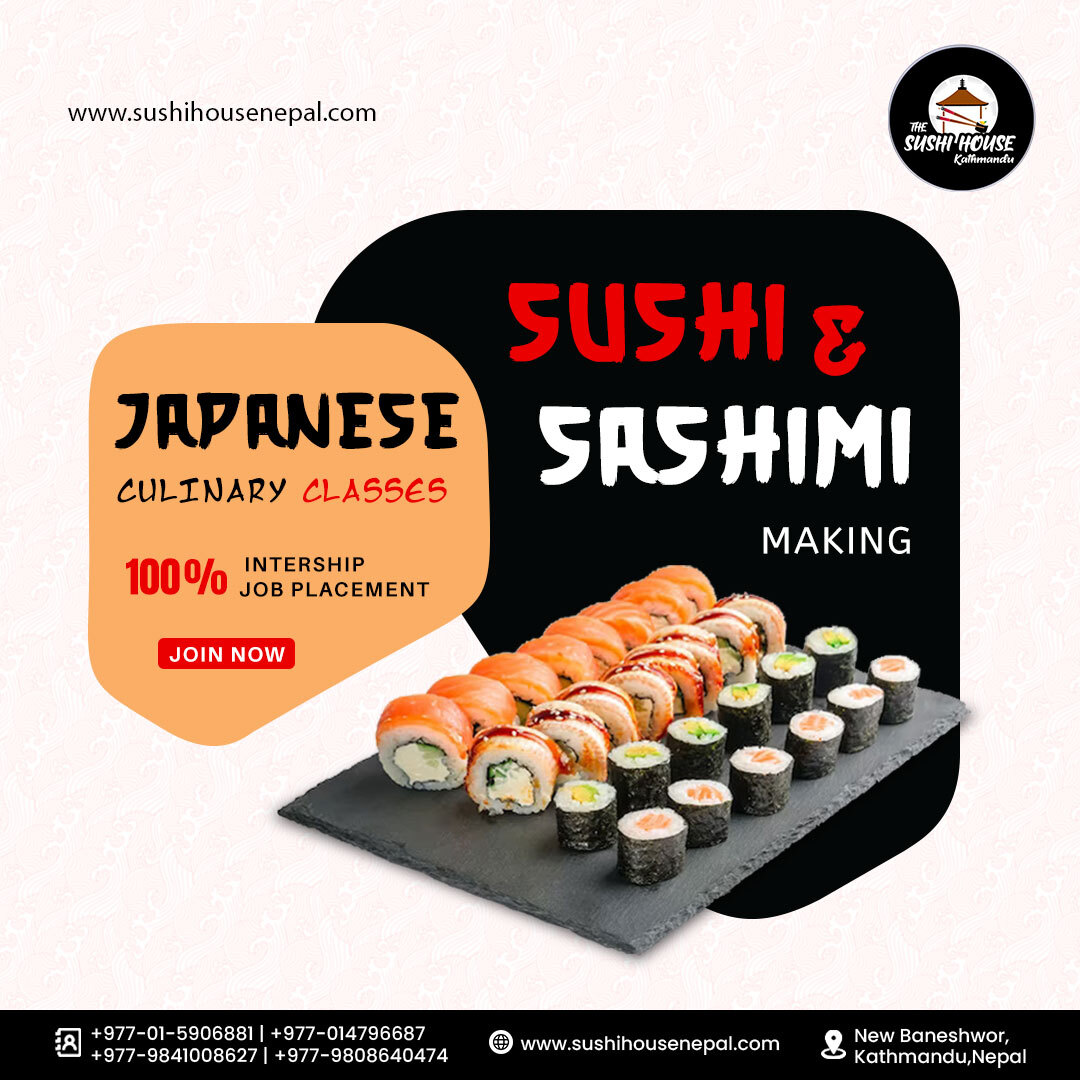 www.sushihousenepal.com
THE
SUSHI HOUSE
Kathmandu
SUSHI &
SASHIMI
MAKING
JAPANESE
CULINARY CLASSES
100% INTERSHIP
JOB PLACEMENT
JOIN NOW
+977-01-5906881 | +977-014796687
+977-9841008627 | +977-9808640474
www.sushihousenepal.com
New Baneshwor,
Kathmandu,Nepal